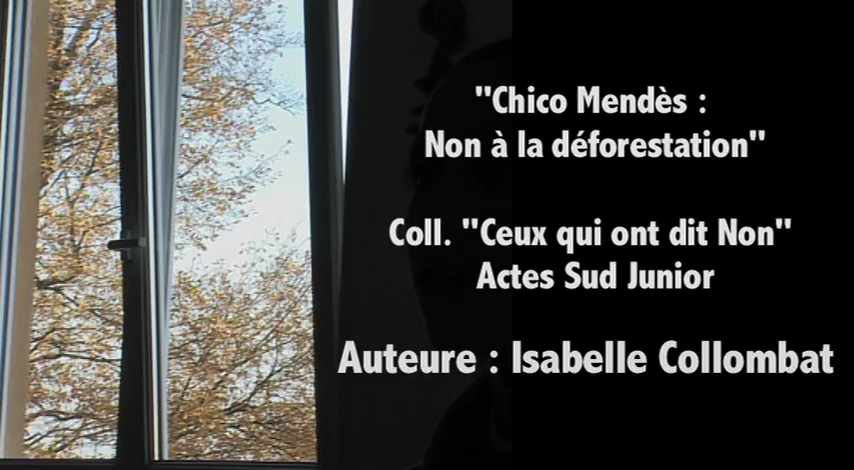 "Chico Mendès :
Non à la déforestation"
Coll. "Ceux qui ont dit Non"
Actes Sud Junior
Auteure : Isabelle Collombat